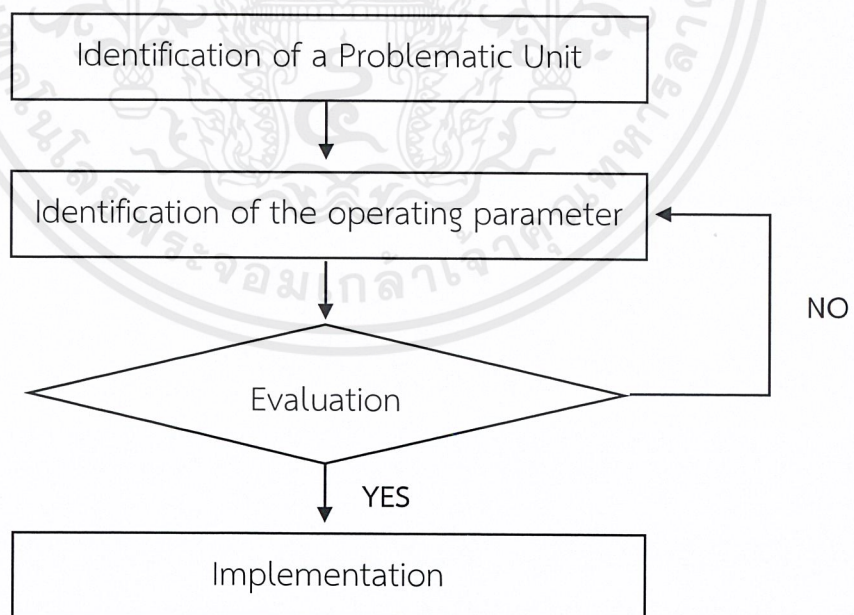 Identification of a Problematic Unit
Identification of the operating parameter
NO
Evaluation
YES
Implementation